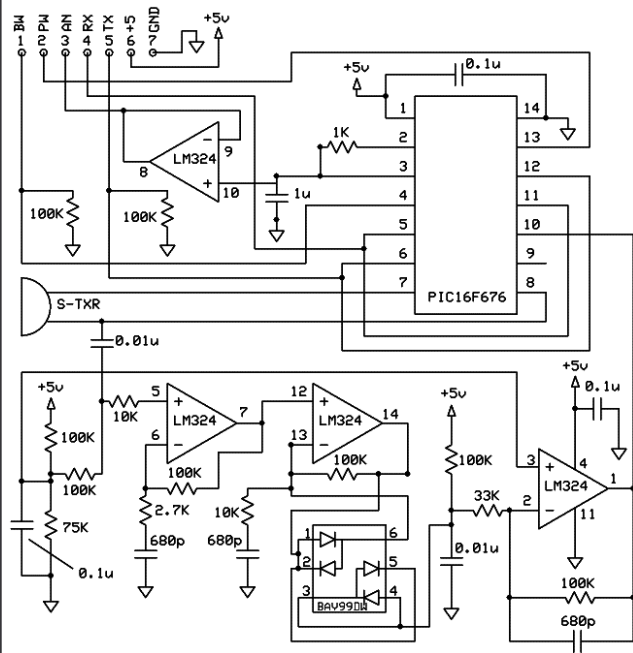 BW PW AN RX TX +5 GND
1 2 3 4 5 6 7
+5v
0.1u
+5v
1 14
1K
2 13
LM324
9
8
3 12
10
1u
4 11
100K
100K
5 10
6 9
7 8
S-TXR
PIC16F676
0.01u
+5v
+5v
0.1u
+5v
5
12
10K
LM324
7
LM324
14
100K
6
13
100K
3
4
100K
100K
100K
LM324
1
33K
2
75K
2.7K
10K
11
680p
680p
1 6
0.01u
2 5
0.1u
3 4
BAV99DW
100K
680p